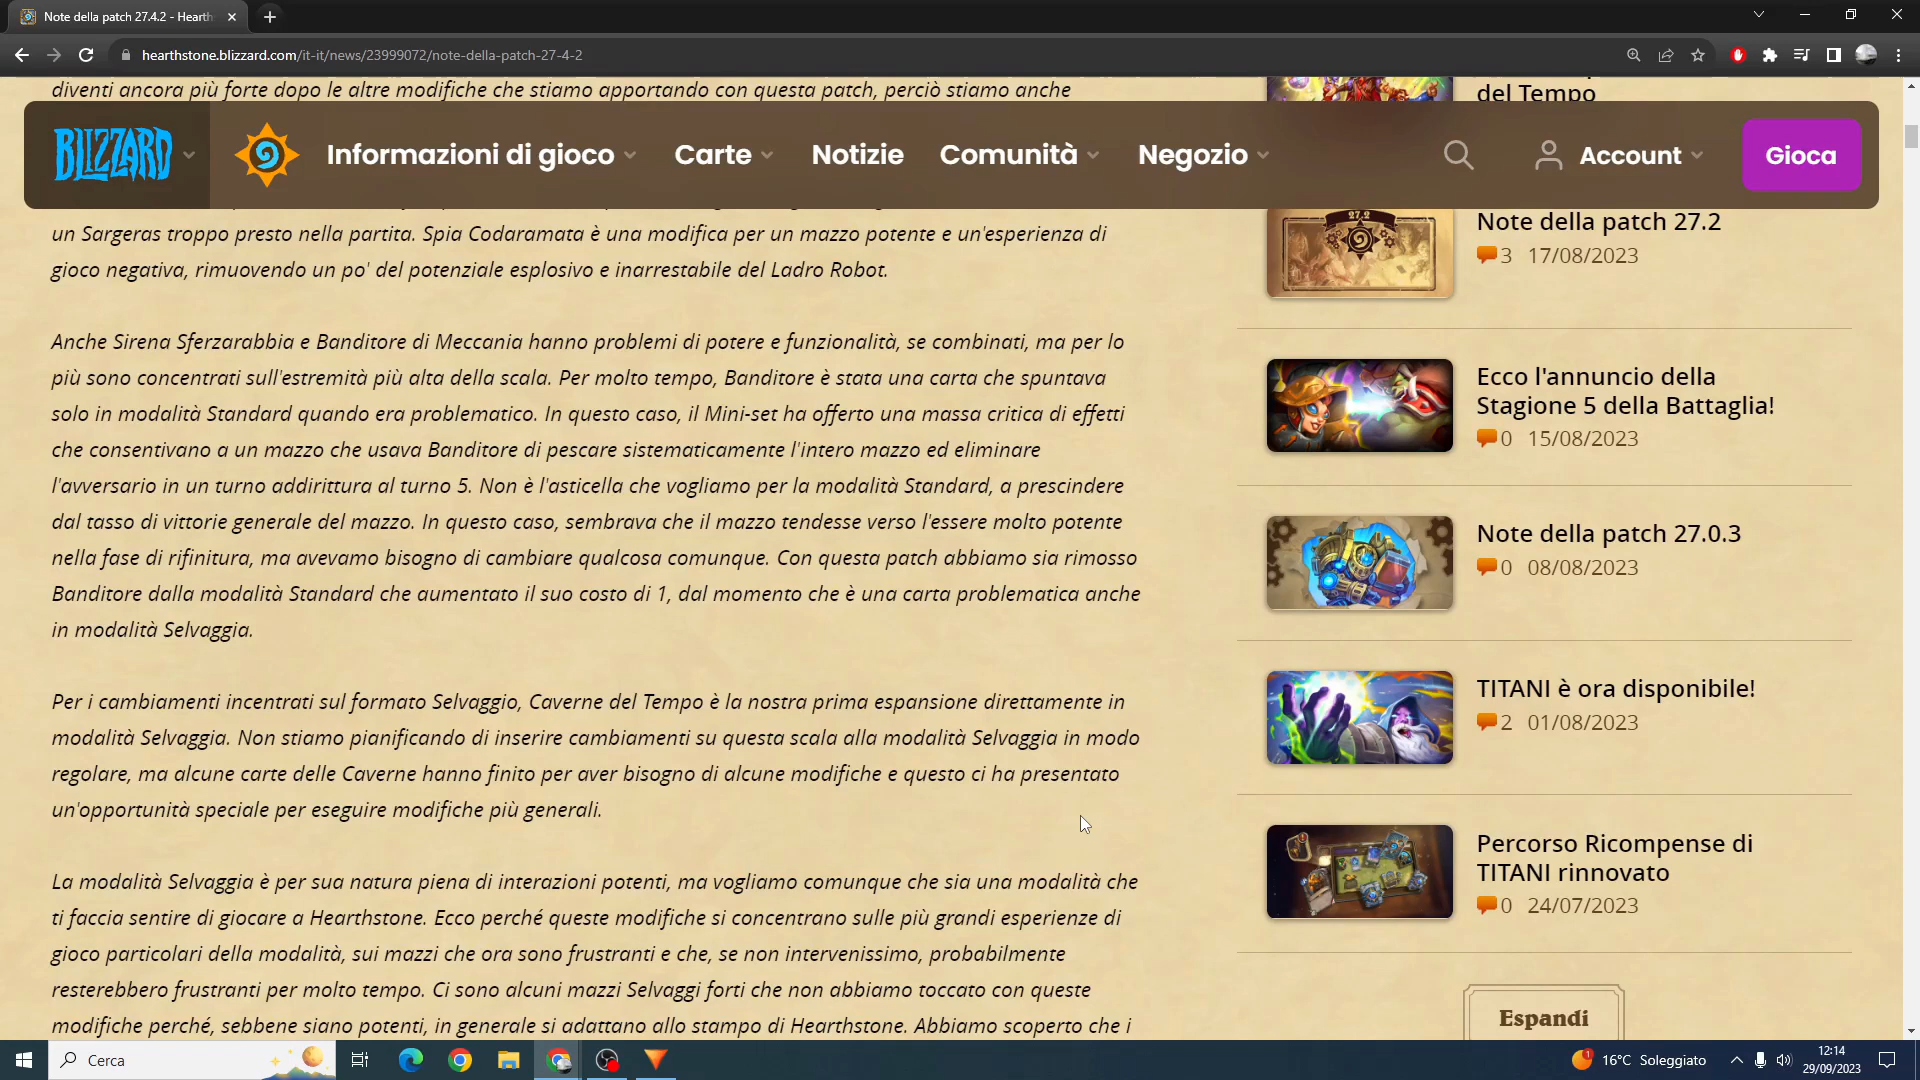 Note della patch 27.4.2 - Hearth
hearthstone.blizzard.com/it-it/news/23999072/note-della-patch-27-4-2
diventi ancora più forte dopo le altre modifiche che stiamo apportando con questa patch, perciò stiamo anche
del Tempo
BLIZZARD
Informazioni di gioco
Carte
Notizie
Comunità
Negozio
Account
Gioca
un Sargeras troppo presto nella partita. Spia Codaramata è una modifica per un mazzo potente e un'esperienza di
gioco negativa, rimuovendo un po' del potenziale esplosivo e inarrestabile del Ladro Robot.
Anche Sirena Sferzarabbia e Banditore di Meccania hanno problemi di potere e funzionalità, se combinati, ma per lo
più sono concentrati sull'estremità più alta della scala. Per molto tempo, Banditore è stata una carta che spuntava
solo in modalità Standard quando era problematico. In questo caso, il Mini-set ha offerto una massa critica di effetti
che consentivano a un mazzo che usava Banditore di pescare sistematicamente l'intero mazzo ed eliminare
l'avversario in un turno addirittura al turno 5. Non è l'asticella che vogliamo per la modalità Standard, a prescindere
dal tasso di vittorie generale del mazzo. In questo caso, sembrava che il mazzo tendesse verso l'essere molto potente
nella fase di rifinitura, ma avevamo bisogno di cambiare qualcosa comunque. Con questa patch abbiamo sia rimosso
Banditore dalla modalità Standard che aumentato il suo costo di 1, dal momento che è una carta problematica anche
in modalità Selvaggia.
Per i cambiamenti incentrati sul formato Selvaggio, Caverne del Tempo è la nostra prima espansione direttamente in
modalità Selvaggia. Non stiamo pianificando di inserire cambiamenti su questa scala alla modalità Selvaggia in modo
regolare, ma alcune carte delle Caverne hanno finito per aver bisogno di alcune modifiche e questo ci ha presentato
un'opportunità speciale per eseguire modifiche più generali.
La modalità Selvaggia è per sua natura piena di interazioni potenti, ma vogliamo comunque che sia una modalità che
ti faccia sentire di giocare a Hearthstone. Ecco perché queste modifiche si concentrano sulle più grandi esperienze di
gioco particolari della modalità, sui mazzi che ora sono frustranti e che, se non intervenissimo, probabilmente
resterebbero frustranti per molto tempo. Ci sono alcuni mazzi Selvaggi forti che non abbiamo toccato con queste
modifiche perché, sebbene siano potenti, in generale si adattano allo stampo di Hearthstone. Abbiamo scoperto che i
27.2
Note della patch 27.2
3 17/08/2023
Ecco l'annuncio della
Stagione 5 della Battaglia!
0 15/08/2023
Note della patch 27.0.3
0 08/08/2023
TITANI è ora disponibile!
2 01/08/2023
Percorso Ricompense di
TITANI rinnovato
0 24/07/2023
Espandi
Cerca
1
16°C Soleggiato
12:14
29/09/2023